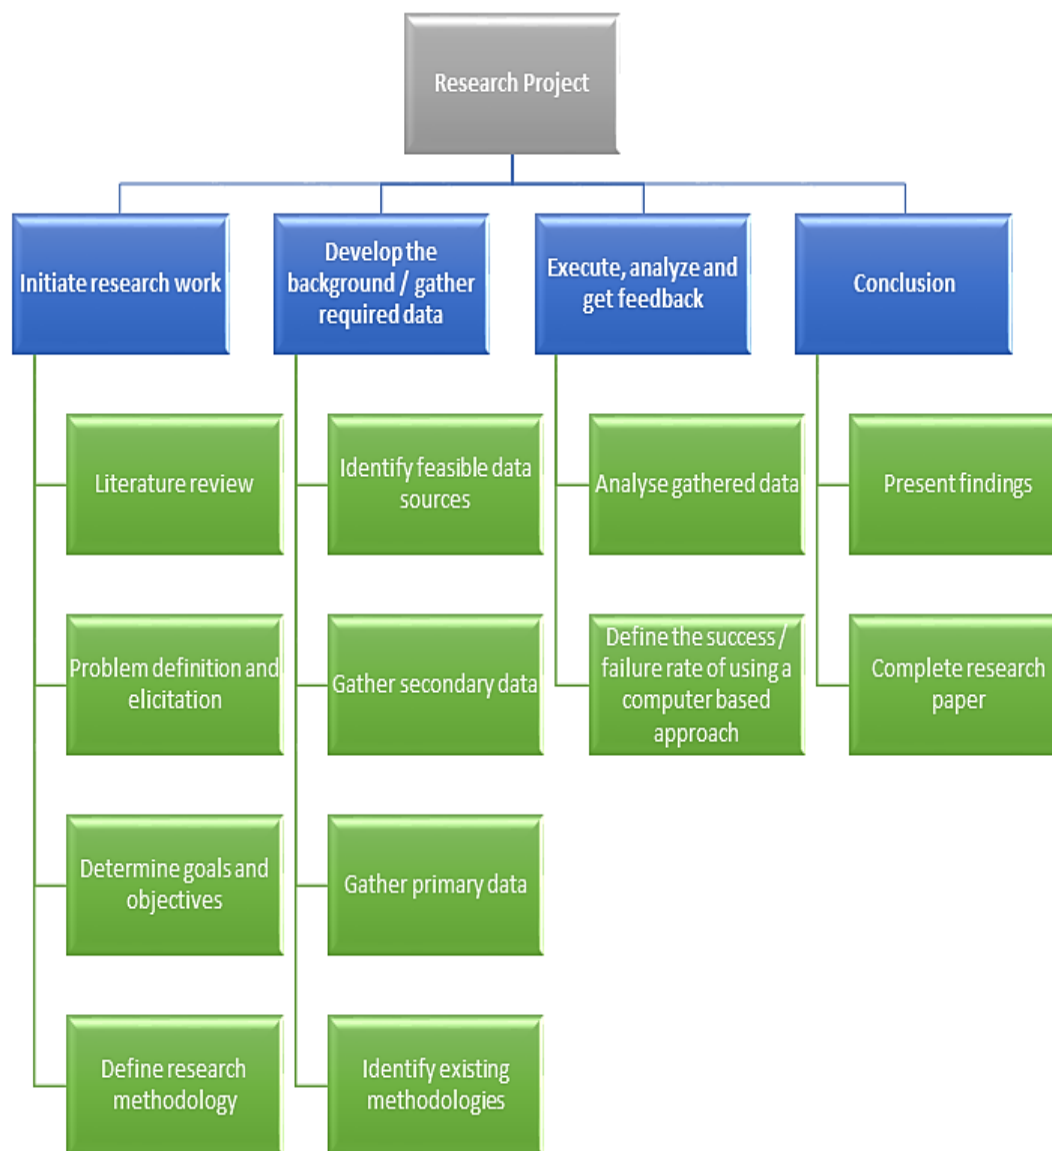 Research Project
Initiate research work
Develop the
background / gather
required data
Execute, analyze and
get feedback
Conclusion
Literature review
Problem definition and
elicitation
Determine goals and
objectives
Define research
methodology
Identify feasible data
sources
Gather secondary data
Gather primary data
Identify existing
methodologies
Analyse gathered data
Define the success /
failure rate of using a
computer based
approach
Present findings
Complete research
paper